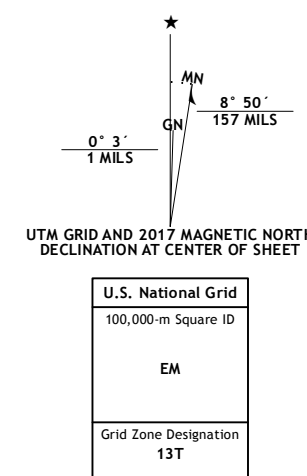 ★
MN
GN
8° 50´
157 MILS
0° 3´
1 MILS
UTM GRID AND 2017 MAGNETIC NORTH
DECLINATION AT CENTER OF SHEET
U.S. National Grid
100,000-m Square ID
EM
Grid Zone Designation
13T